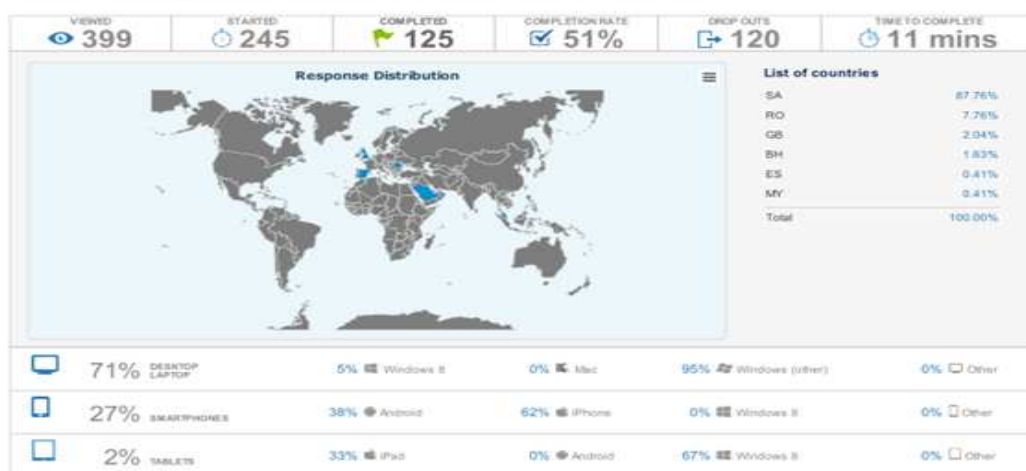 VIEWED STARTED COMPLETED COMPLETION RATE DROP OUTS TIME TO COMPLETE
399 245 125 51% 120 11 mins
Response Distribution
List of countries
SA 87.76%
RO 7.76%
GB 2.04%
BH 1.63%
ES 0.41%
MY 0.41%
Total 100.00%
71% DESKTOP LAPTOP 5% Windows 8 0% Mac 95% Windows (other) 0% Other
27% SMARTPHONES 38% Android 62% iPhone 0% Windows 8 0% Other
2% TABLETS 33% iPad 0% Android 67% Windows 8 0% Other